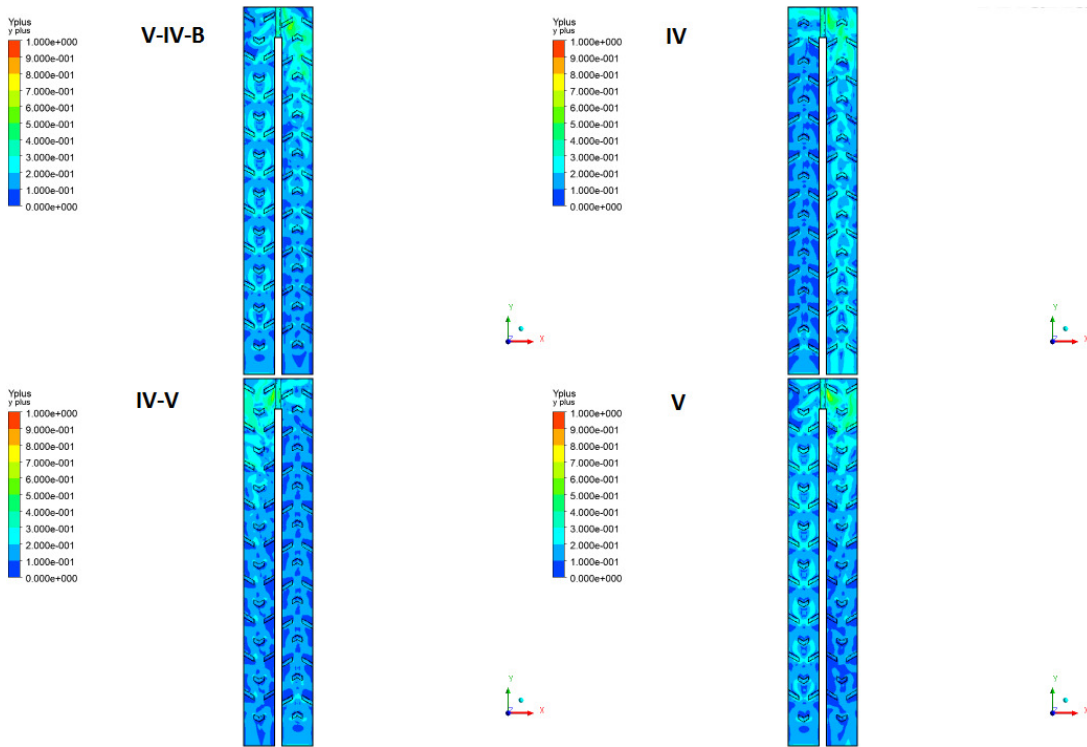 Yplus
y plus
1.000e+000
9.000e-001
8.000e-001
7.000e-001
6.000e-001
5.000e-001
4.000e-001
3.000e-001
2.000e-001
1.000e-001
0.000e+000
V-IV-B
Y
Z
X
Yplus
y plus
1.000e+000
9.000e-001
8.000e-001
7.000e-001
6.000e-001
5.000e-001
4.000e-001
3.000e-001
2.000e-001
1.000e-001
0.000e+000
IV
Y
Z
X
Yplus
y plus
1.000e+000
9.000e-001
8.000e-001
7.000e-001
6.000e-001
5.000e-001
4.000e-001
3.000e-001
2.000e-001
1.000e-001
0.000e+000
IV-V
Y
Z
X
Yplus
y plus
1.000e+000
9.000e-001
8.000e-001
7.000e-001
6.000e-001
5.000e-001
4.000e-001
3.000e-001
2.000e-001
1.000e-001
0.000e+000
V
Y
Z
X